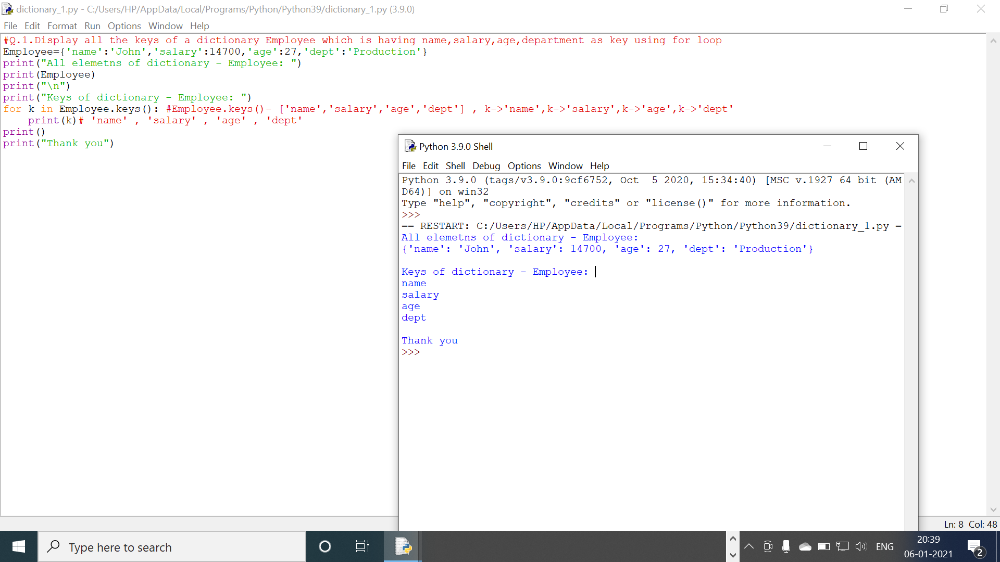 dictionary_1.py - C:/Users/HP/AppData/Local/Programs/Python/Python39/dictionary_1.py (3.9.0)
File Edit Format Run Options Window Help
#Q.1.Display all the keys of a dictionary Employee which is having name,salary,age,department as key using for loop
Employee={'name':'John','salary':14700,'age':27,'dept':'Production'}
print("All elemetns of dictionary - Employee: ")
print(Employee)
print("\n")
print("Keys of dictionary - Employee: ")
for k in Employee.keys(): #Employee.keys()- ['name','salary','age','dept'] , k->'name',k->'salary',k->'age',k->'dept'
    print(k)# 'name' , 'salary' , 'age' , 'dept'
print()
print("Thank you")
Python 3.9.0 Shell
File Edit Shell Debug Options Window Help
Python 3.9.0 (tags/v3.9.0:9cf6752, Oct  5 2020, 15:34:40) [MSC v.1927 64 bit (AM
D64)] on win32
Type "help", "copyright", "credits" or "license()" for more information.
>>>
== RESTART: C:/Users/HP/AppData/Local/Programs/Python/Python39/dictionary_1.py =
All elemetns of dictionary - Employee:
{'name': 'John', 'salary': 14700, 'age': 27, 'dept': 'Production'}
Keys of dictionary - Employee:
name
salary
age
dept
Thank you
>>>
Ln: 8 Col: 48
Type here to search
ENG
20:39
06-01-2021
2